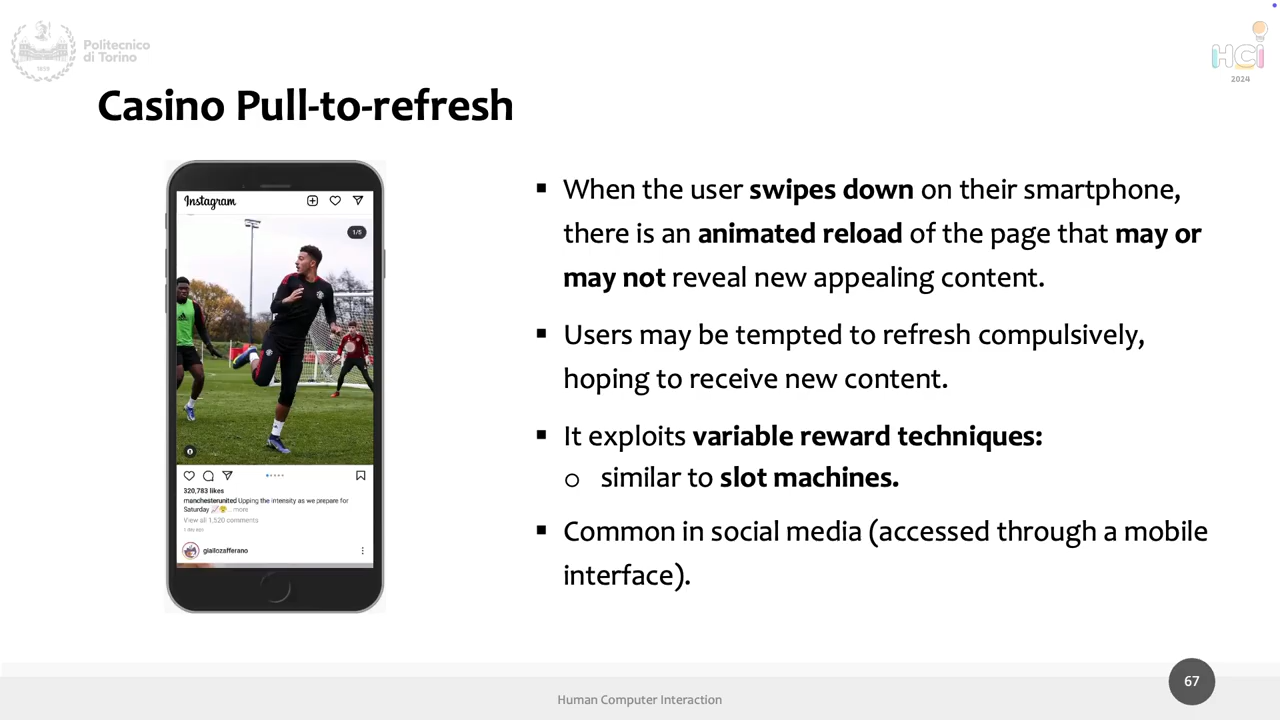 Politecnico
di Torino
1859
HCI
2024
Casino Pull-to-refresh
Instagram
1/5
320,783 likes
manchesterunited Upping the intensity as we prepare for
Saturday 📈😤... more
View all 1,520 comments
1 day ago
giallozafferano
▪ When the user swipes down on their smartphone,
there is an animated reload of the page that may or
may not reveal new appealing content.
▪ Users may be tempted to refresh compulsively,
hoping to receive new content.
▪ It exploits variable reward techniques:
o similar to slot machines.
▪ Common in social media (accessed through a mobile
interface).
Human Computer Interaction
67